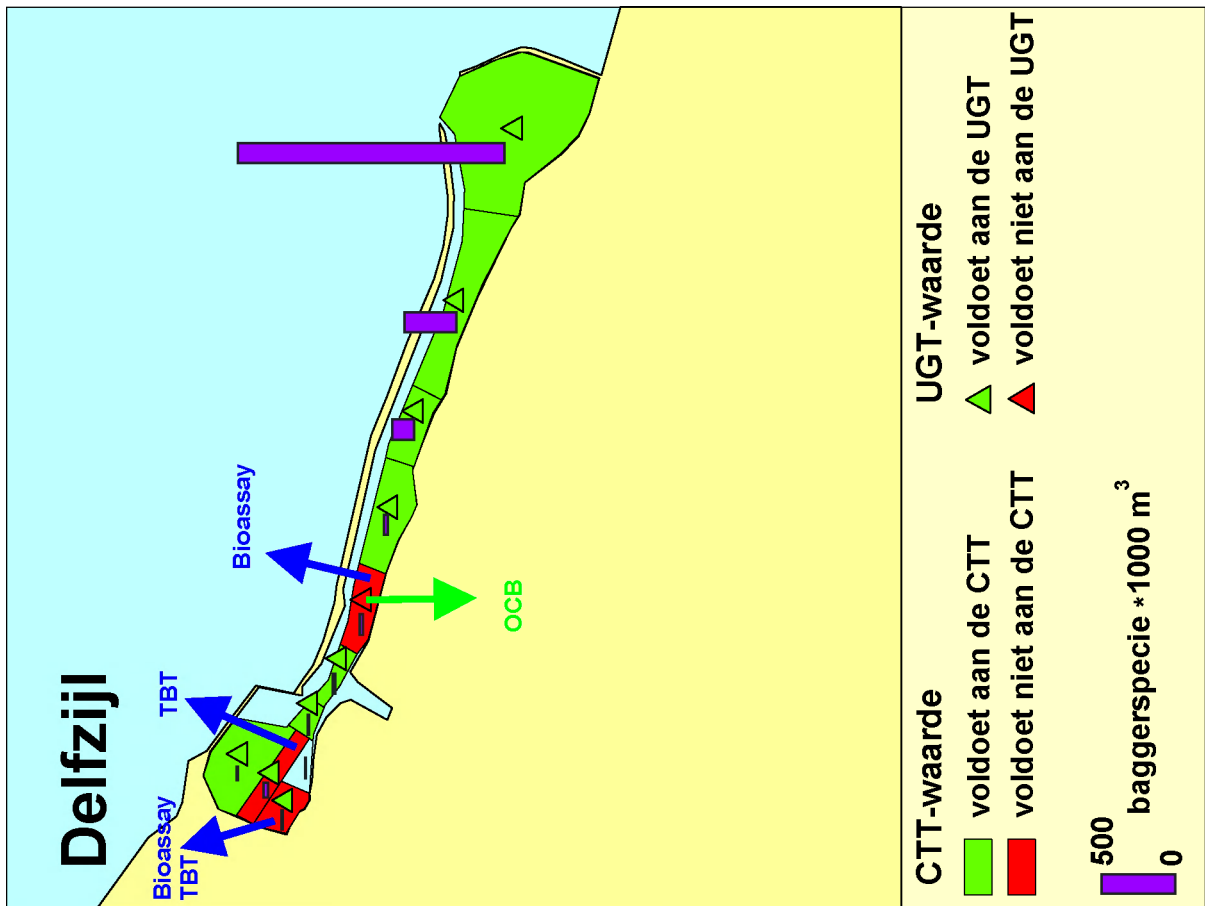 Delfzijl
Bioassay
TBT
TBT
Bioassay
OCB
CTT-waarde
voldoet aan de CTT
voldoet niet aan de CTT
UGT-waarde
voldoet aan de UGT
voldoet niet aan de UGT
500
0
baggerspecie *1000 m³